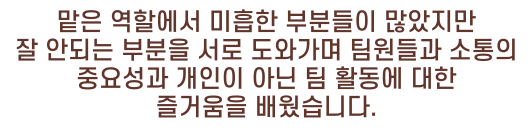 맡은 역할에서 미흡한 부분들이 많았지만
잘 안되는 부분을 서로 도와가며 팀원들과 소통의
중요성과 개인이 아닌 팀 활동에 대한
즐거움을 배웠습니다.